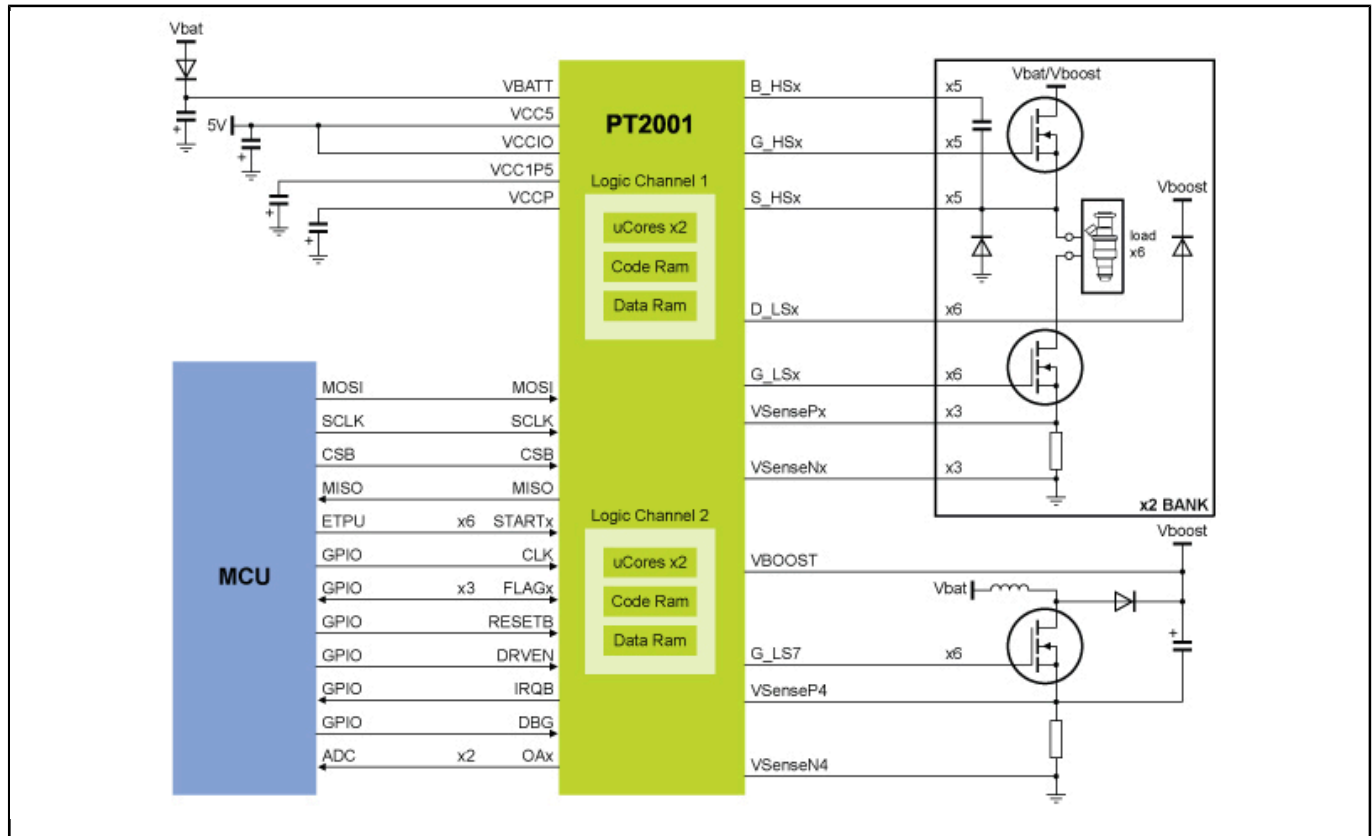 Vbat
VBATT
5V
VCC5
VCCIO
VCC1P5
VCCP
PT2001
Logic Channel 1
uCores x2
Code Ram
Data Ram
Logic Channel 2
uCores x2
Code Ram
Data Ram
MCU
MOSI MOSI
SCLK SCLK
CSB CSB
MISO MISO
ETPU x6 STARTx
GPIO CLK
GPIO x3 FLAGx
GPIO RESETB
GPIO DRVEN
GPIO IRQB
GPIO DBG
ADC x2 OAx
B_HSx x5
G_HSx x5
S_HSx x5
D_LSx x6
G_LSx x6
VSensePx x3
VSenseNx x3
Vbat/Vboost
Vboost
load
x6
x2 BANK
Vboost
VBOOST
Vbat
G_LS7 x6
VSenseP4
VSenseN4